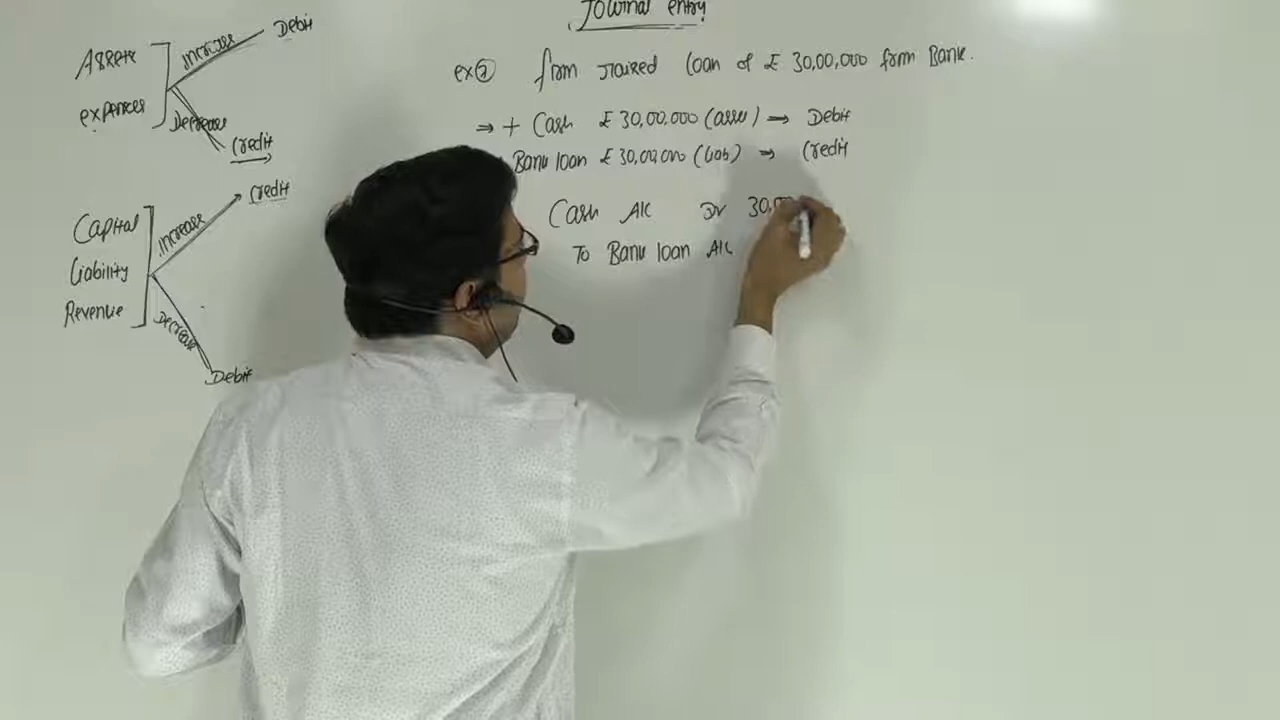 Journal entry
Assets
expenses
increase
Debit
Decrease
Credit
Capital
Liability
Revenue
increase
Credit
Decrease
Debit
ex② firm raised loan of £ 30,00,000 from Bank.
⇒ + Cash £ 30,00,000 (asset) → Debit
Bank loan £ 30,00,000 (liab) → Credit
Cash A/c Dr 30,00
To Bank loan A/c